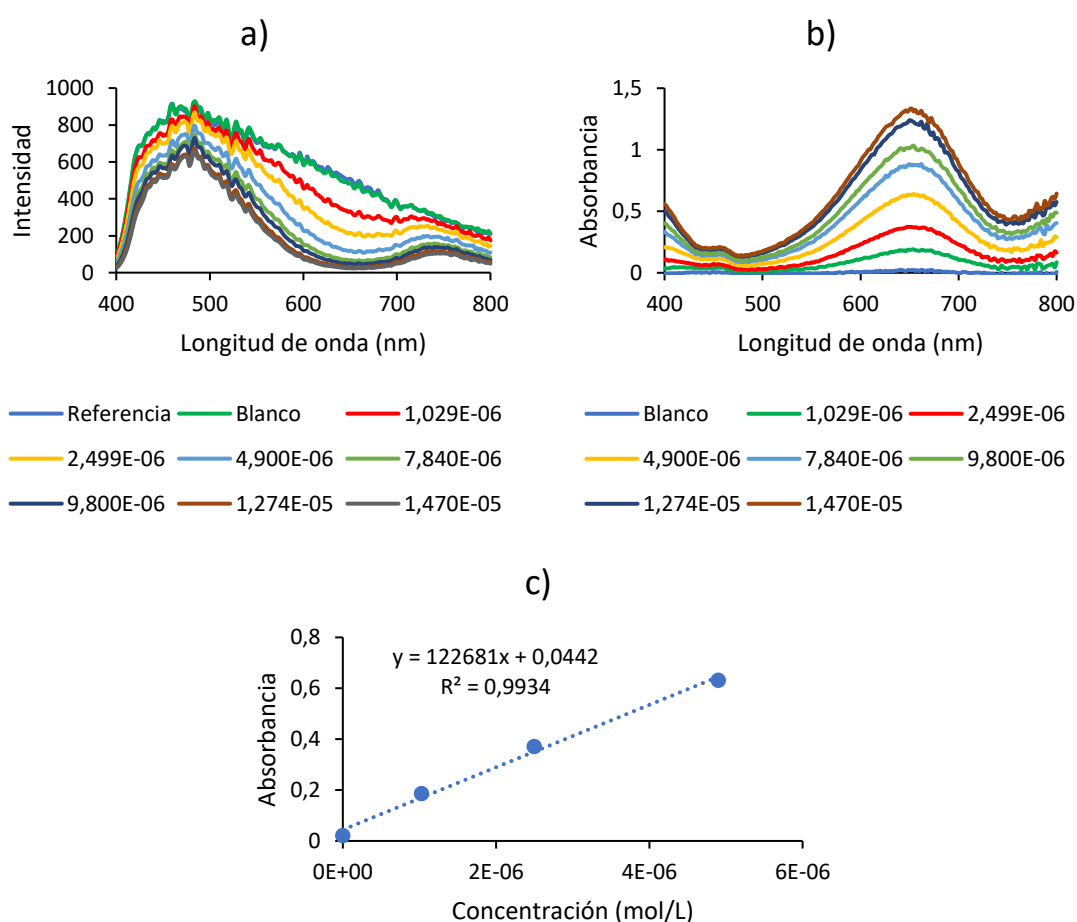 a)
Intensidad
1000
800
600
400
200
0
400 500 600 700 800
Longitud de onda (nm)
Referencia Blanco 1,029E-06
2,499E-06 4,900E-06 7,840E-06
9,800E-06 1,274E-05 1,470E-05
b)
Absorbancia
1,5
1
0,5
0
400 500 600 700 800
Longitud de onda (nm)
Blanco 1,029E-06 2,499E-06
4,900E-06 7,840E-06 9,800E-06
1,274E-05 1,470E-05
c)
Absorbancia
0,8
0,6
0,4
0,2
0
y = 122681x + 0,0442
R² = 0,9934
0E+00 2E-06 4E-06 6E-06
Concentración (mol/L)